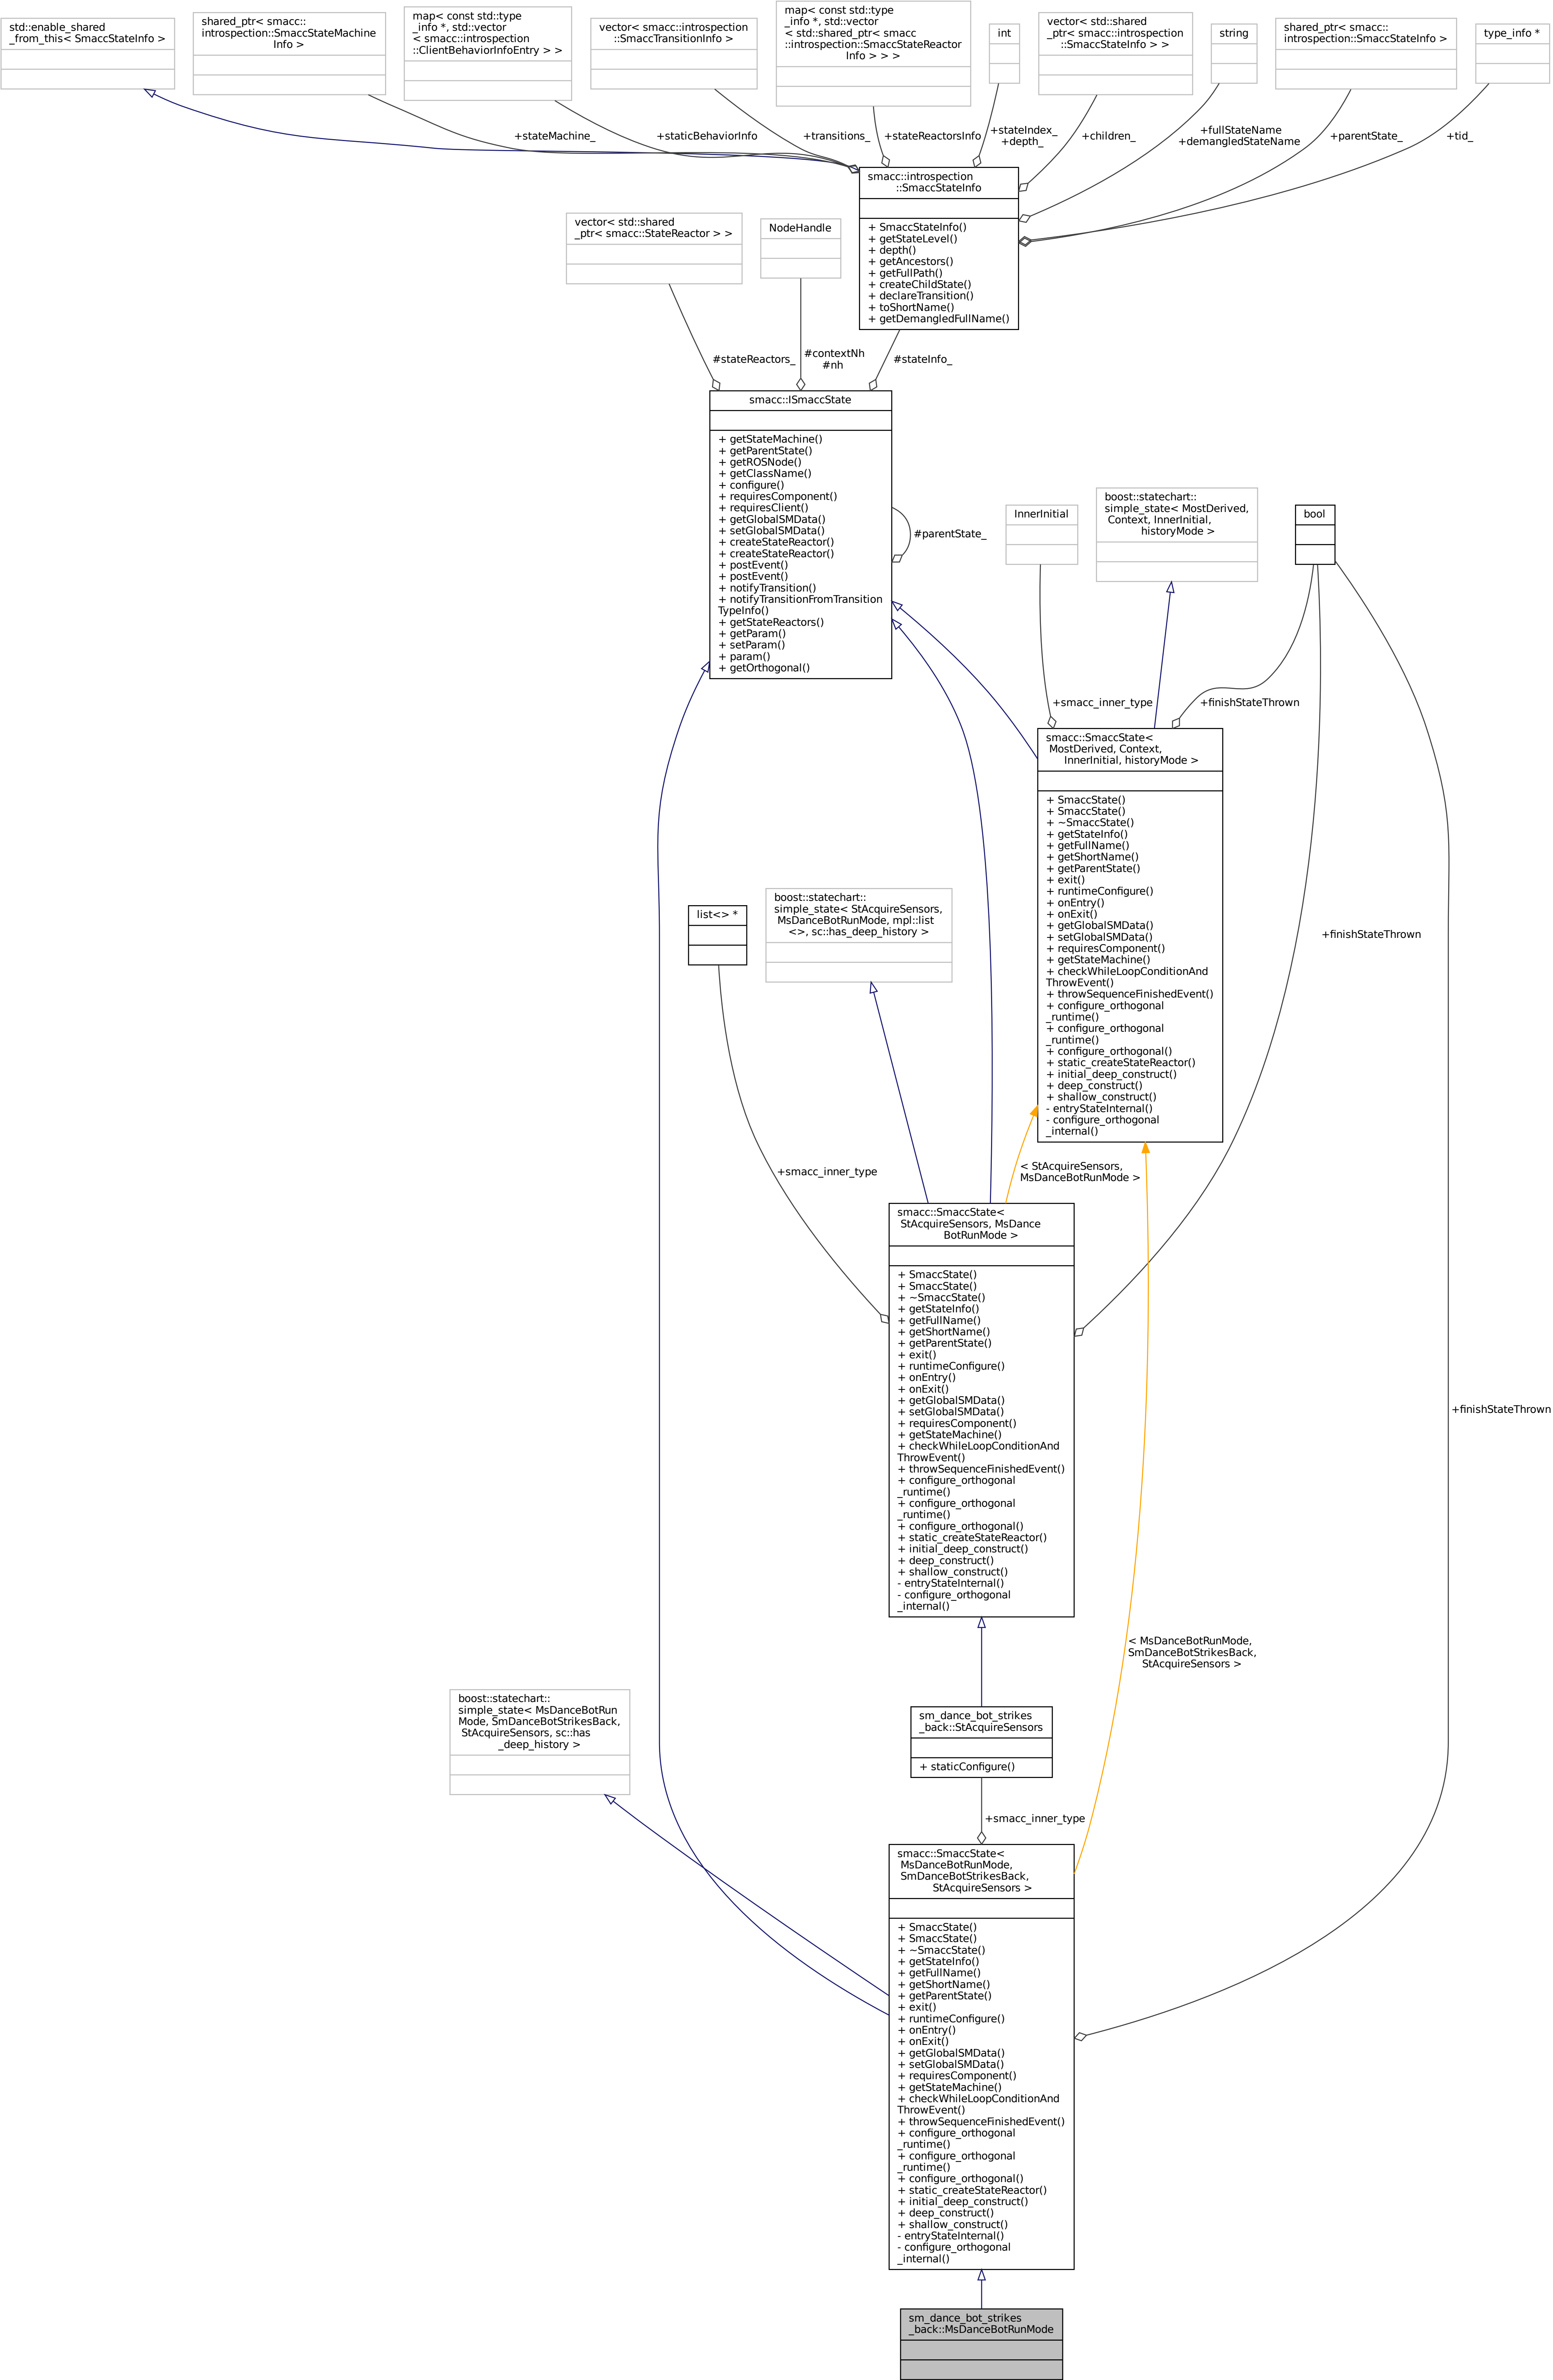 std::enable_shared
_from_this< SmaccStateInfo >
shared_ptr< smacc::
introspection::SmaccStateMachine
Info >
map< const std::type
_info *, std::vector
< smacc::introspection
::ClientBehaviorInfoEntry > >
vector< smacc::introspection
::SmaccTransitionInfo >
map< const std::type
_info *, std::vector
< std::shared_ptr< smacc
::introspection::SmaccStateReactor
Info > > >
int
vector< std::shared
_ptr< smacc::introspection
::SmaccStateInfo > >
string
shared_ptr< smacc::
introspection::SmaccStateInfo >
type_info *
+stateMachine_
+staticBehaviorInfo
+transitions_
+stateReactorsInfo
+stateIndex_
+depth_
+children_
+fullStateName
+demangledStateName
+parentState_
+tid_
smacc::introspection
::SmaccStateInfo
+ SmaccStateInfo()
+ getStateLevel()
+ depth()
+ getAncestors()
+ getFullPath()
+ createChildState()
+ declareTransition()
+ toShortName()
+ getDemangledFullName()
vector< std::shared
_ptr< smacc::StateReactor > >
NodeHandle
#stateReactors_
#contextNh
#nh
#stateInfo_
smacc::ISmaccState
+ getStateMachine()
+ getParentState()
+ getROSNode()
+ getClassName()
+ configure()
+ requiresComponent()
+ requiresClient()
+ getGlobalSMData()
+ setGlobalSMData()
+ createStateReactor()
+ createStateReactor()
+ postEvent()
+ postEvent()
+ notifyTransition()
+ notifyTransitionFromTransition
TypeInfo()
+ getStateReactors()
+ getParam()
+ setParam()
+ param()
+ getOrthogonal()
#parentState_
InnerInitial
boost::statechart::
simple_state< MostDerived,
Context, InnerInitial,
historyMode >
bool
+smacc_inner_type
+finishStateThrown
smacc::SmaccState<
MostDerived, Context,
InnerInitial, historyMode >
+ SmaccState()
+ SmaccState()
+ ~SmaccState()
+ getStateInfo()
+ getFullName()
+ getShortName()
+ getParentState()
+ exit()
+ runtimeConfigure()
+ onEntry()
+ onExit()
+ getGlobalSMData()
+ setGlobalSMData()
+ requiresComponent()
+ getStateMachine()
+ checkWhileLoopConditionAnd
ThrowEvent()
+ throwSequenceFinishedEvent()
+ configure_orthogonal
_runtime()
+ configure_orthogonal
_runtime()
+ configure_orthogonal()
+ static_createStateReactor()
+ initial_deep_construct()
+ deep_construct()
+ shallow_construct()
- entryStateInternal()
- configure_orthogonal
_internal()
list<> *
boost::statechart::
simple_state< StAcquireSensors,
MsDanceBotRunMode, mpl::list
<>, sc::has_deep_history >
+finishStateThrown
+smacc_inner_type
< StAcquireSensors,
MsDanceBotRunMode >
smacc::SmaccState<
StAcquireSensors, MsDance
BotRunMode >
+ SmaccState()
+ SmaccState()
+ ~SmaccState()
+ getStateInfo()
+ getFullName()
+ getShortName()
+ getParentState()
+ exit()
+ runtimeConfigure()
+ onEntry()
+ onExit()
+ getGlobalSMData()
+ setGlobalSMData()
+ requiresComponent()
+ getStateMachine()
+ checkWhileLoopConditionAnd
ThrowEvent()
+ throwSequenceFinishedEvent()
+ configure_orthogonal
_runtime()
+ configure_orthogonal
_runtime()
+ configure_orthogonal()
+ static_createStateReactor()
+ initial_deep_construct()
+ deep_construct()
+ shallow_construct()
- entryStateInternal()
- configure_orthogonal
_internal()
+finishStateThrown
< MsDanceBotRunMode,
SmDanceBotStrikesBack,
StAcquireSensors >
boost::statechart::
simple_state< MsDanceBotRun
Mode, SmDanceBotStrikesBack,
StAcquireSensors, sc::has
_deep_history >
sm_dance_bot_strikes
_back::StAcquireSensors
+ staticConfigure()
+smacc_inner_type
smacc::SmaccState<
MsDanceBotRunMode,
SmDanceBotStrikesBack,
StAcquireSensors >
+ SmaccState()
+ SmaccState()
+ ~SmaccState()
+ getStateInfo()
+ getFullName()
+ getShortName()
+ getParentState()
+ exit()
+ runtimeConfigure()
+ onEntry()
+ onExit()
+ getGlobalSMData()
+ setGlobalSMData()
+ requiresComponent()
+ getStateMachine()
+ checkWhileLoopConditionAnd
ThrowEvent()
+ throwSequenceFinishedEvent()
+ configure_orthogonal
_runtime()
+ configure_orthogonal
_runtime()
+ configure_orthogonal()
+ static_createStateReactor()
+ initial_deep_construct()
+ deep_construct()
+ shallow_construct()
- entryStateInternal()
- configure_orthogonal
_internal()
sm_dance_bot_strikes
_back::MsDanceBotRunMode